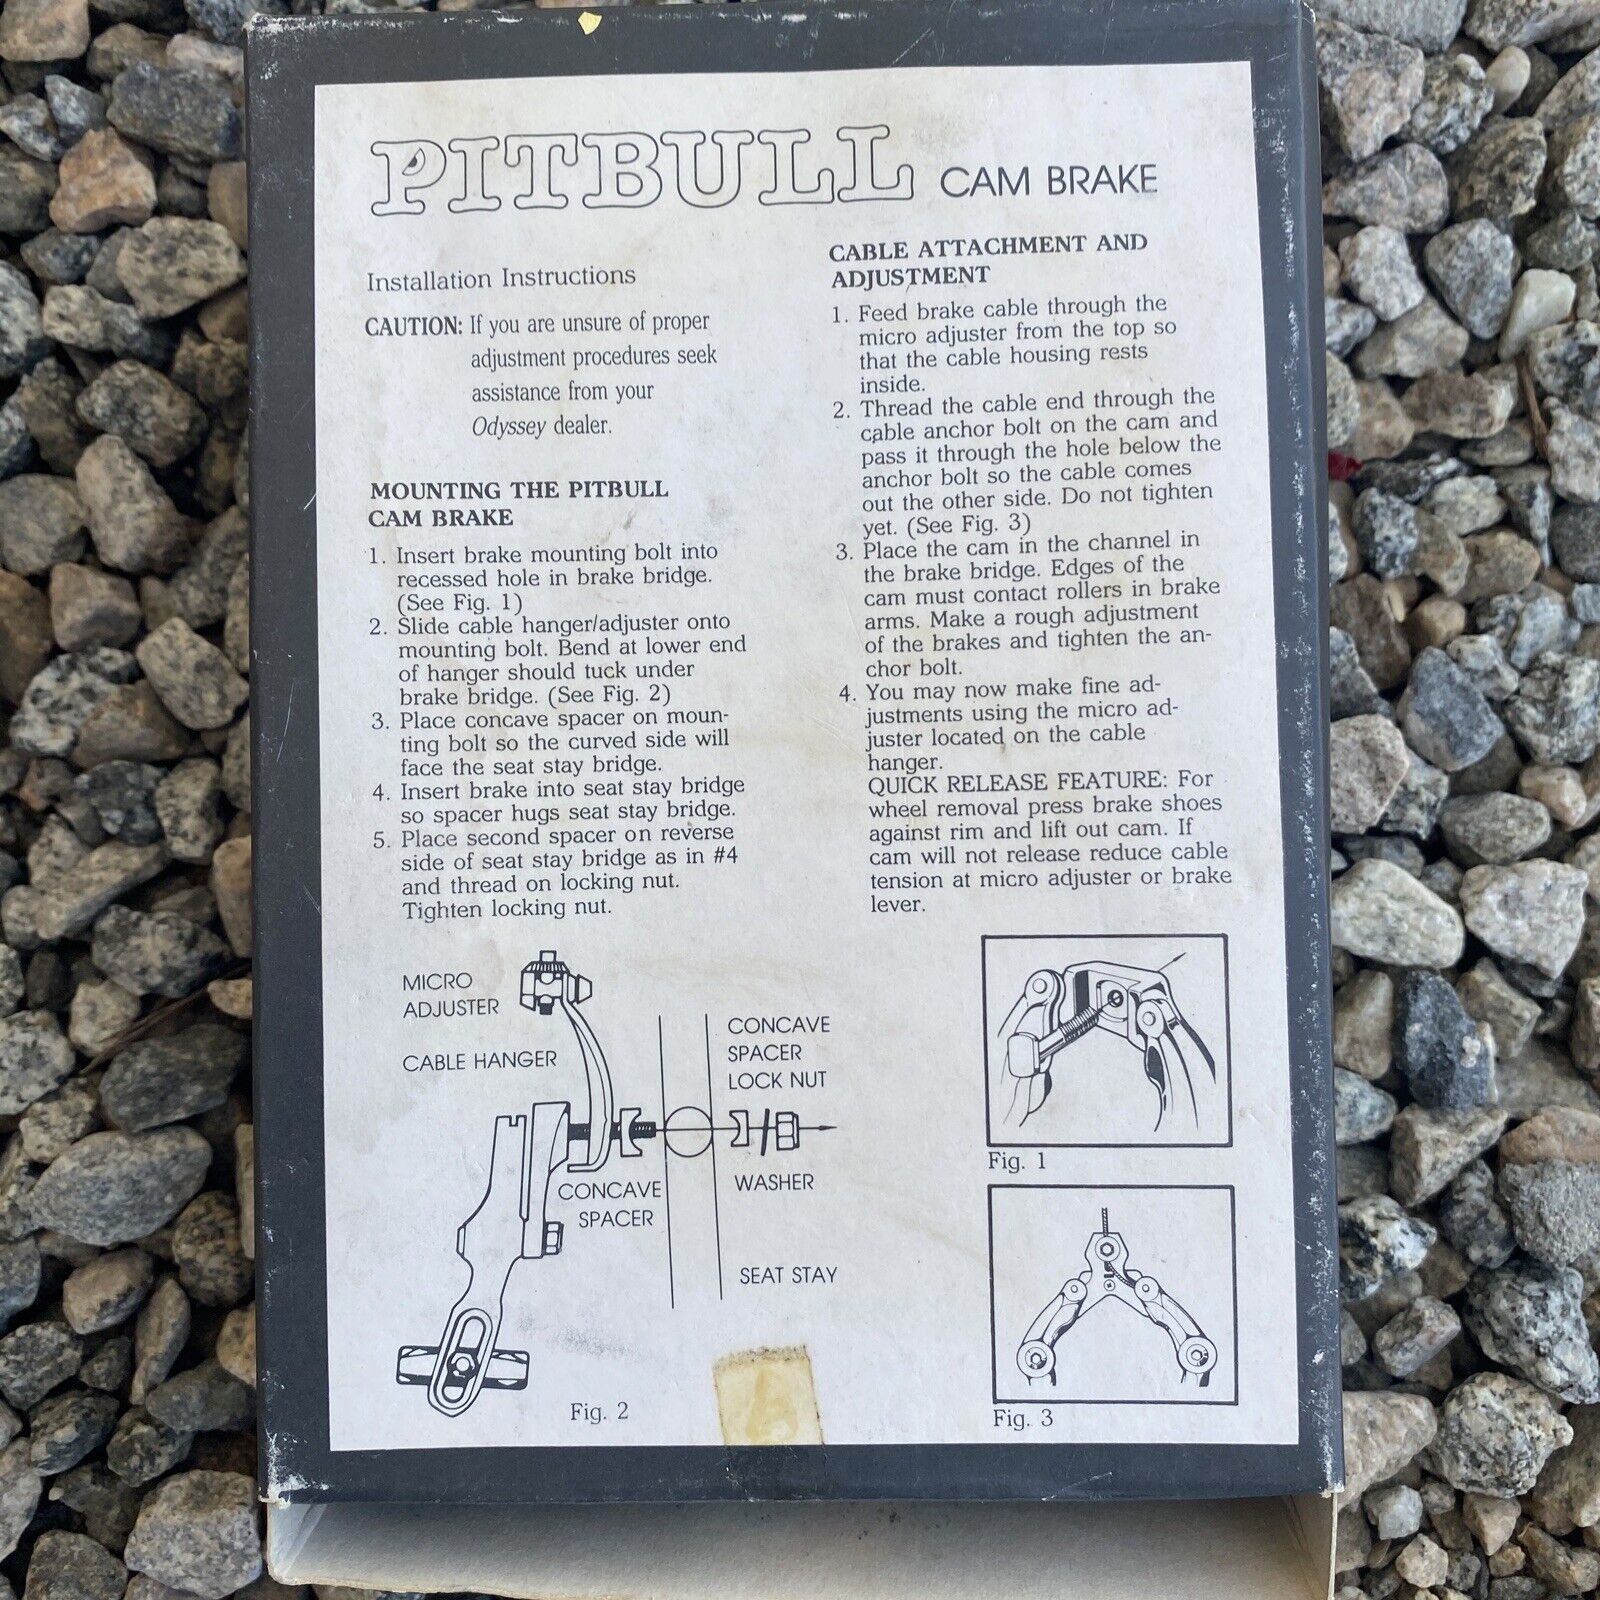 PITBULL CAM BRAKE
Installation Instructions
CAUTION: If you are unsure of proper
adjustment procedures seek
assistance from your
Odyssey dealer.
MOUNTING THE PITBULL
CAM BRAKE
1. Insert brake mounting bolt into
recessed hole in brake bridge.
(See Fig. 1)
2. Slide cable hanger/adjuster onto
mounting bolt. Bend at lower end
of hanger should tuck under
brake bridge. (See Fig. 2)
3. Place concave spacer on moun-
ting bolt so the curved side will
face the seat stay bridge.
4. Insert brake into seat stay bridge
so spacer hugs seat stay bridge.
5. Place second spacer on reverse
side of seat stay bridge as in #4
and thread on locking nut.
Tighten locking nut.
CABLE ATTACHMENT AND
ADJUSTMENT
1. Feed brake cable through the
micro adjuster from the top so
that the cable housing rests
inside.
2. Thread the cable end through the
cable anchor bolt on the cam and
pass it through the hole below the
anchor bolt so the cable comes
out the other side. Do not tighten
yet. (See Fig. 3)
3. Place the cam in the channel in
the brake bridge. Edges of the
cam must contact rollers in brake
arms. Make a rough adjustment
of the brakes and tighten the an-
chor bolt.
4. You may now make fine ad-
justments using the micro ad-
juster located on the cable
hanger.
QUICK RELEASE FEATURE: For
wheel removal press brake shoes
against rim and lift out cam. If
cam will not release reduce cable
tension at micro adjuster or brake
lever.
MICRO
ADJUSTER
CABLE HANGER
CONCAVE
SPACER
LOCK NUT
CONCAVE
SPACER
WASHER
SEAT STAY
Fig. 2
Fig. 1
Fig. 3